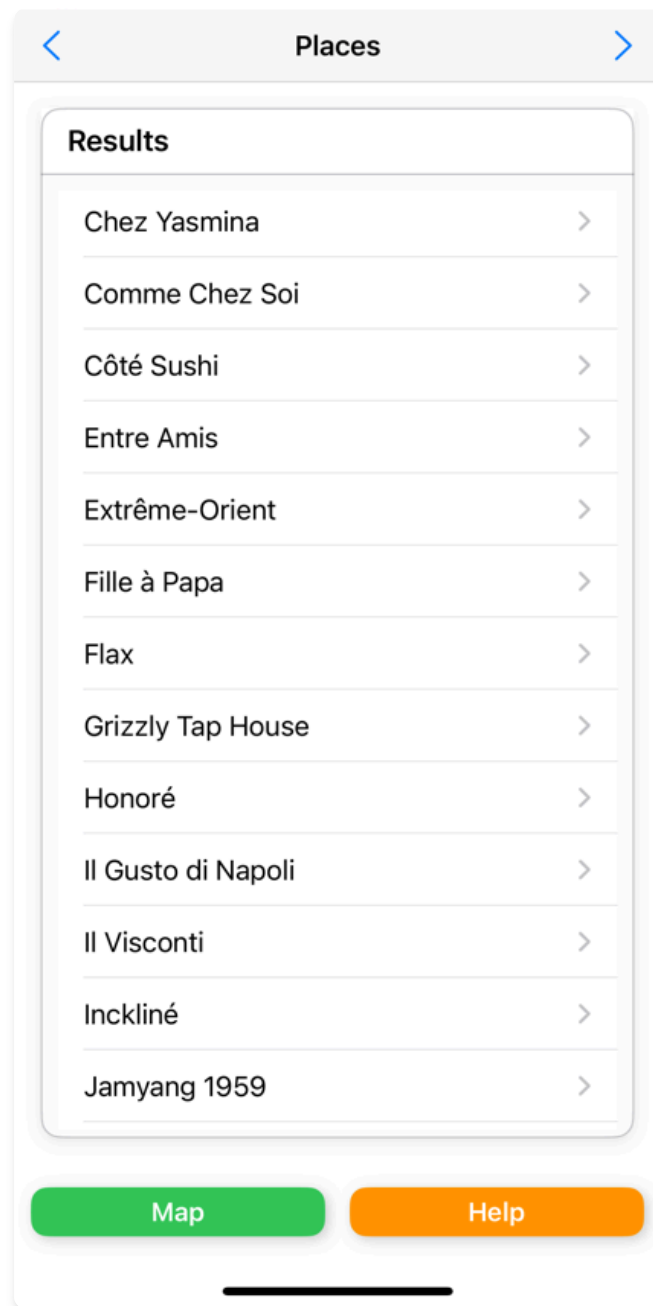 Places
Results
Chez Yasmina
Comme Chez Soi
Côté Sushi
Entre Amis
Extrême-Orient
Fille à Papa
Flax
Grizzly Tap House
Honoré
Il Gusto di Napoli
Il Visconti
Inckliné
Jamyang 1959
Map
Help